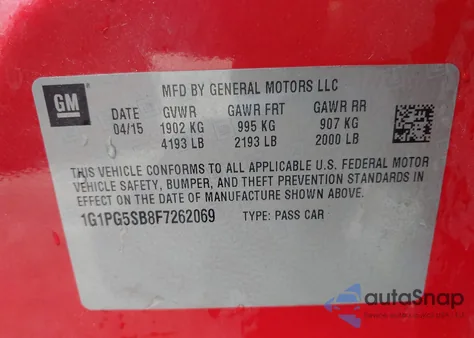 GM
MFD BY GENERAL MOTORS LLC
DATE GVWR GAWR FRT GAWR RR
04/15 1902 KG 995 KG 907 KG
4193 LB 2193 LB 2000 LB
THIS VEHICLE CONFORMS TO ALL APPLICABLE U.S. FEDERAL MOTOR
VEHICLE SAFETY, BUMPER, AND THEFT PREVENTION STANDARDS IN
EFFECT ON THE DATE OF MANUFACTURE SHOWN ABOVE.
1G1PG5SB8F7262069 TYPE: PASS CAR
autoSnap